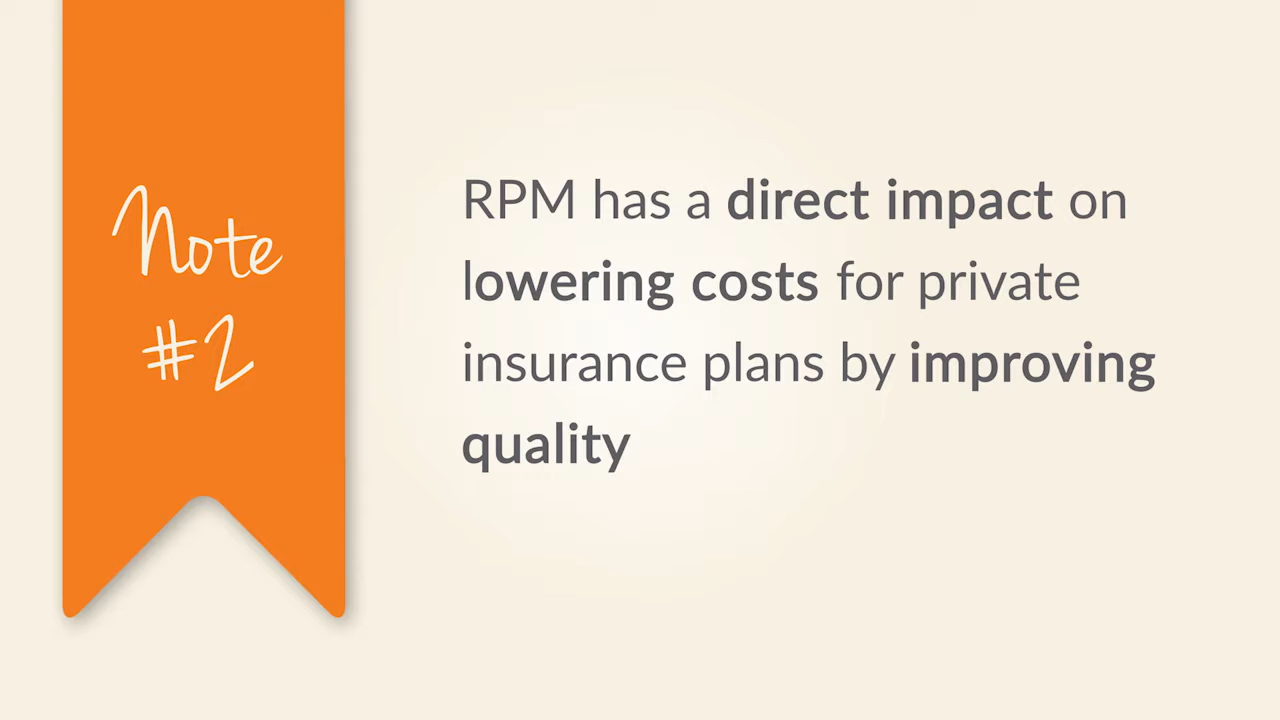 Note
#2
RPM has a direct impact on
lowering costs for private
insurance plans by improving
quality